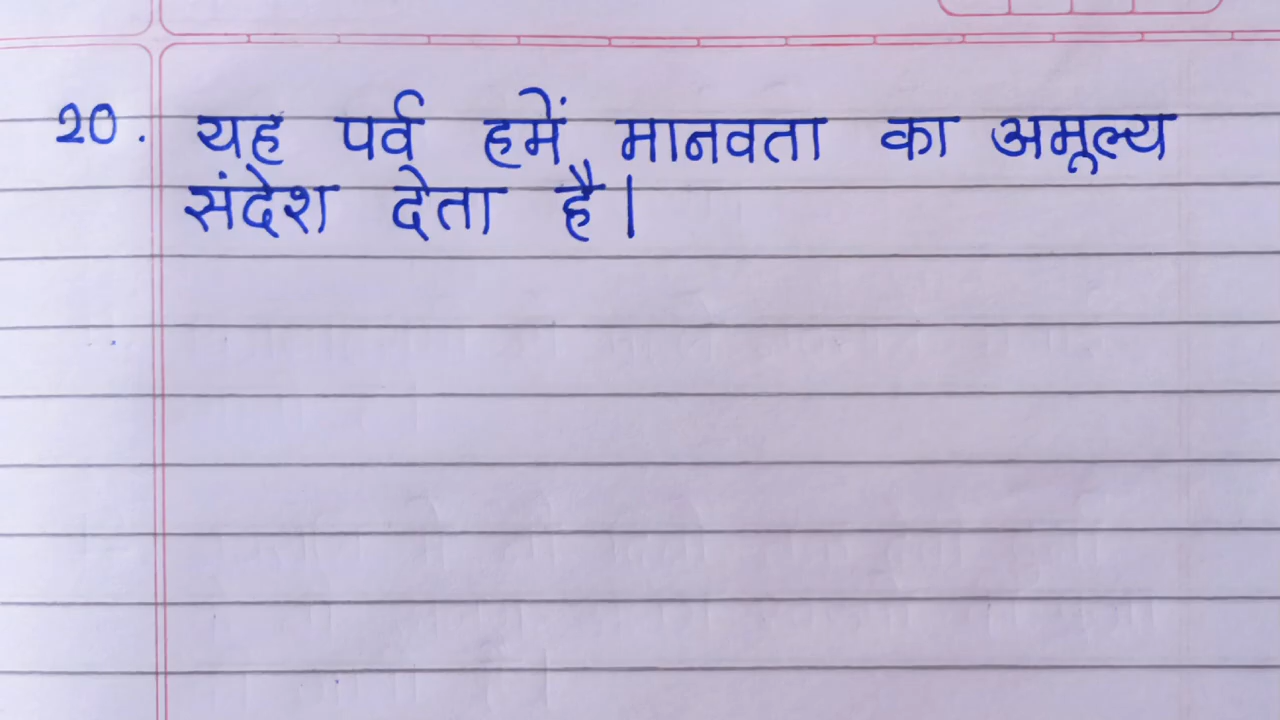 20. यह पर्व हमें मानवता का अमूल्य
संदेश देता है।